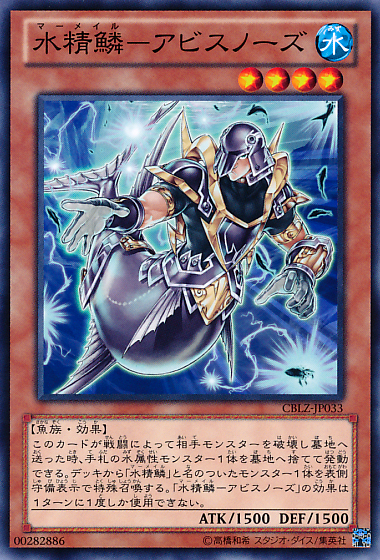 マーメイル
水精鱗－アビスノーズ
水
CBLZ-JP033
【魚族・効果】
このカードが戦闘によって相手モンスターを破壊し墓地へ
送った時、手札の水属性モンスター1体を墓地へ捨てて発動
できる。デッキから「水精鱗」と名のついたモンスター1体を表側
守備表示で特殊召喚する。「水精鱗－アビスノーズ」の効果は
1ターンに1度しか使用できない。
ATK/1500 DEF/1500
00282886
©高橋和希 スタジオ・ダイス/集英社